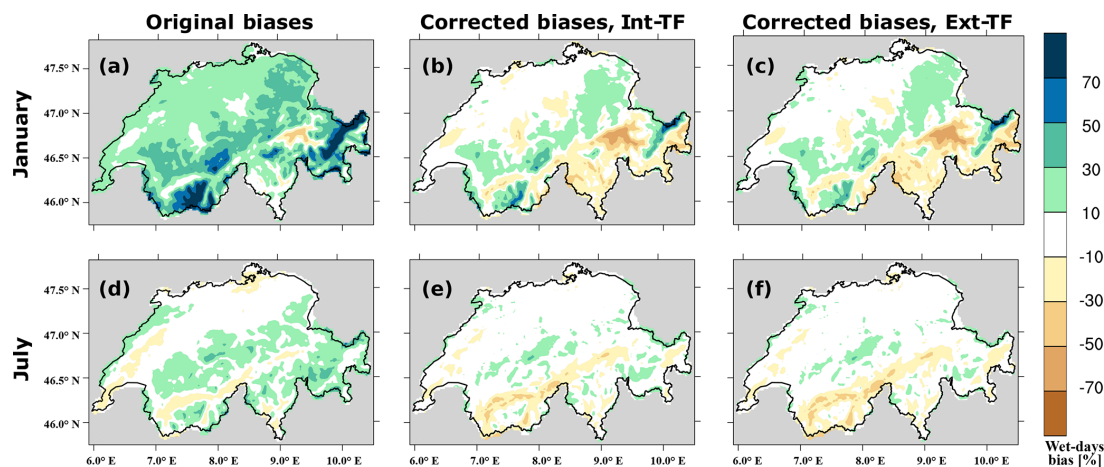 Original biases
Corrected biases, Int-TF
Corrected biases, Ext-TF
January
47.5° N
47.0° N
46.5° N
46.0° N
(a)
(b)
(c)
70
50
30
10
-10
-30
-50
-70
Wet-days
bias [%]
July
47.5° N
47.0° N
46.5° N
46.0° N
(d)
(e)
(f)
6.0° E 7.0° E 8.0° E 9.0° E 10.0° E
6.0° E 7.0° E 8.0° E 9.0° E 10.0° E
6.0° E 7.0° E 8.0° E 9.0° E 10.0° E